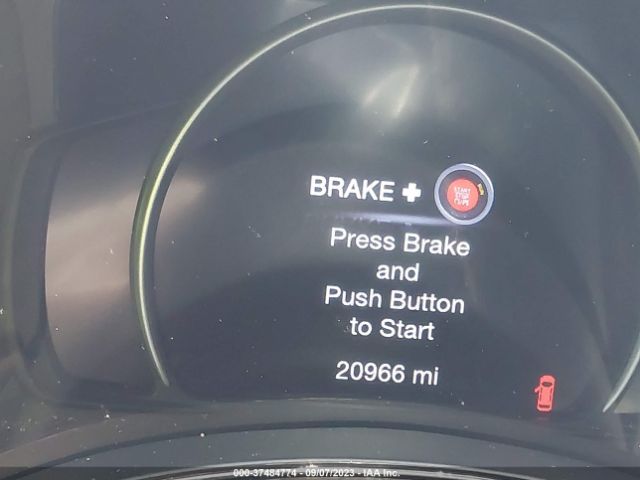 BRAKE +
START
STOP
Press Brake
and
Push Button
to Start
20966 mi
000-37484774 - 09/07/2023 - IAA Inc.